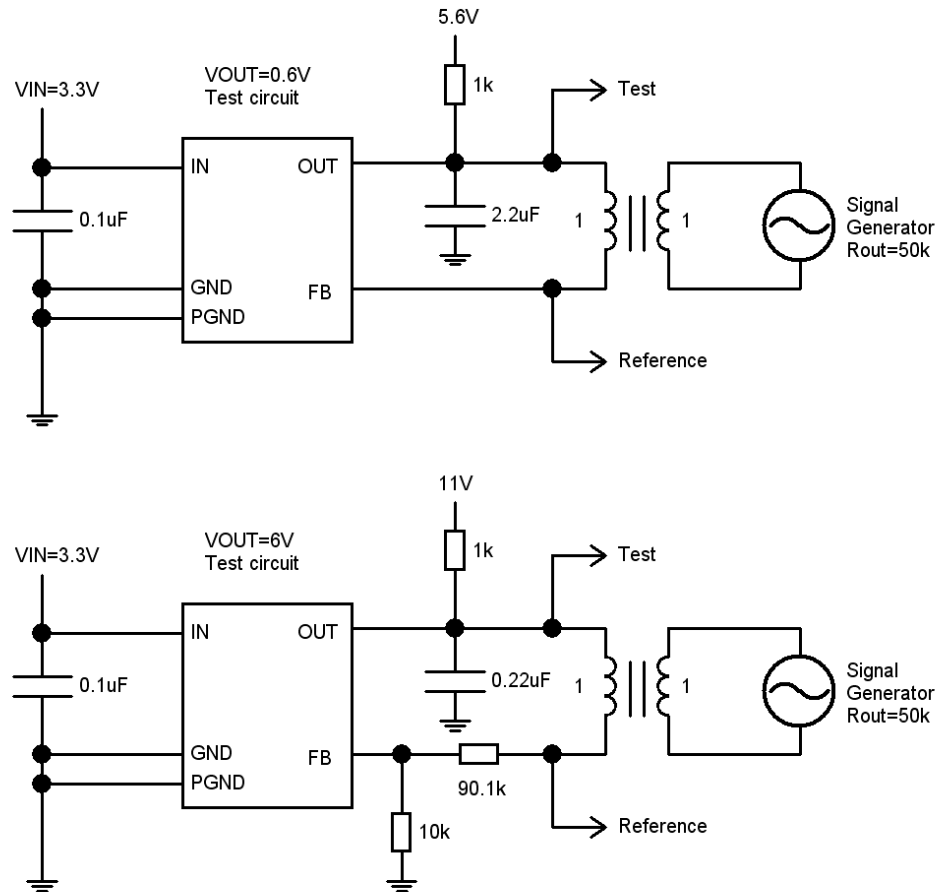 5.6V
VOUT=0.6V
Test circuit
VIN=3.3V
1k
Test
IN
OUT
0.1uF
2.2uF
1
1
Signal
Generator
Rout=50k
GND
FB
PGND
Reference
11V
VOUT=6V
Test circuit
VIN=3.3V
1k
Test
IN
OUT
0.1uF
0.22uF
1
1
Signal
Generator
Rout=50k
GND
FB
PGND
90.1k
10k
Reference